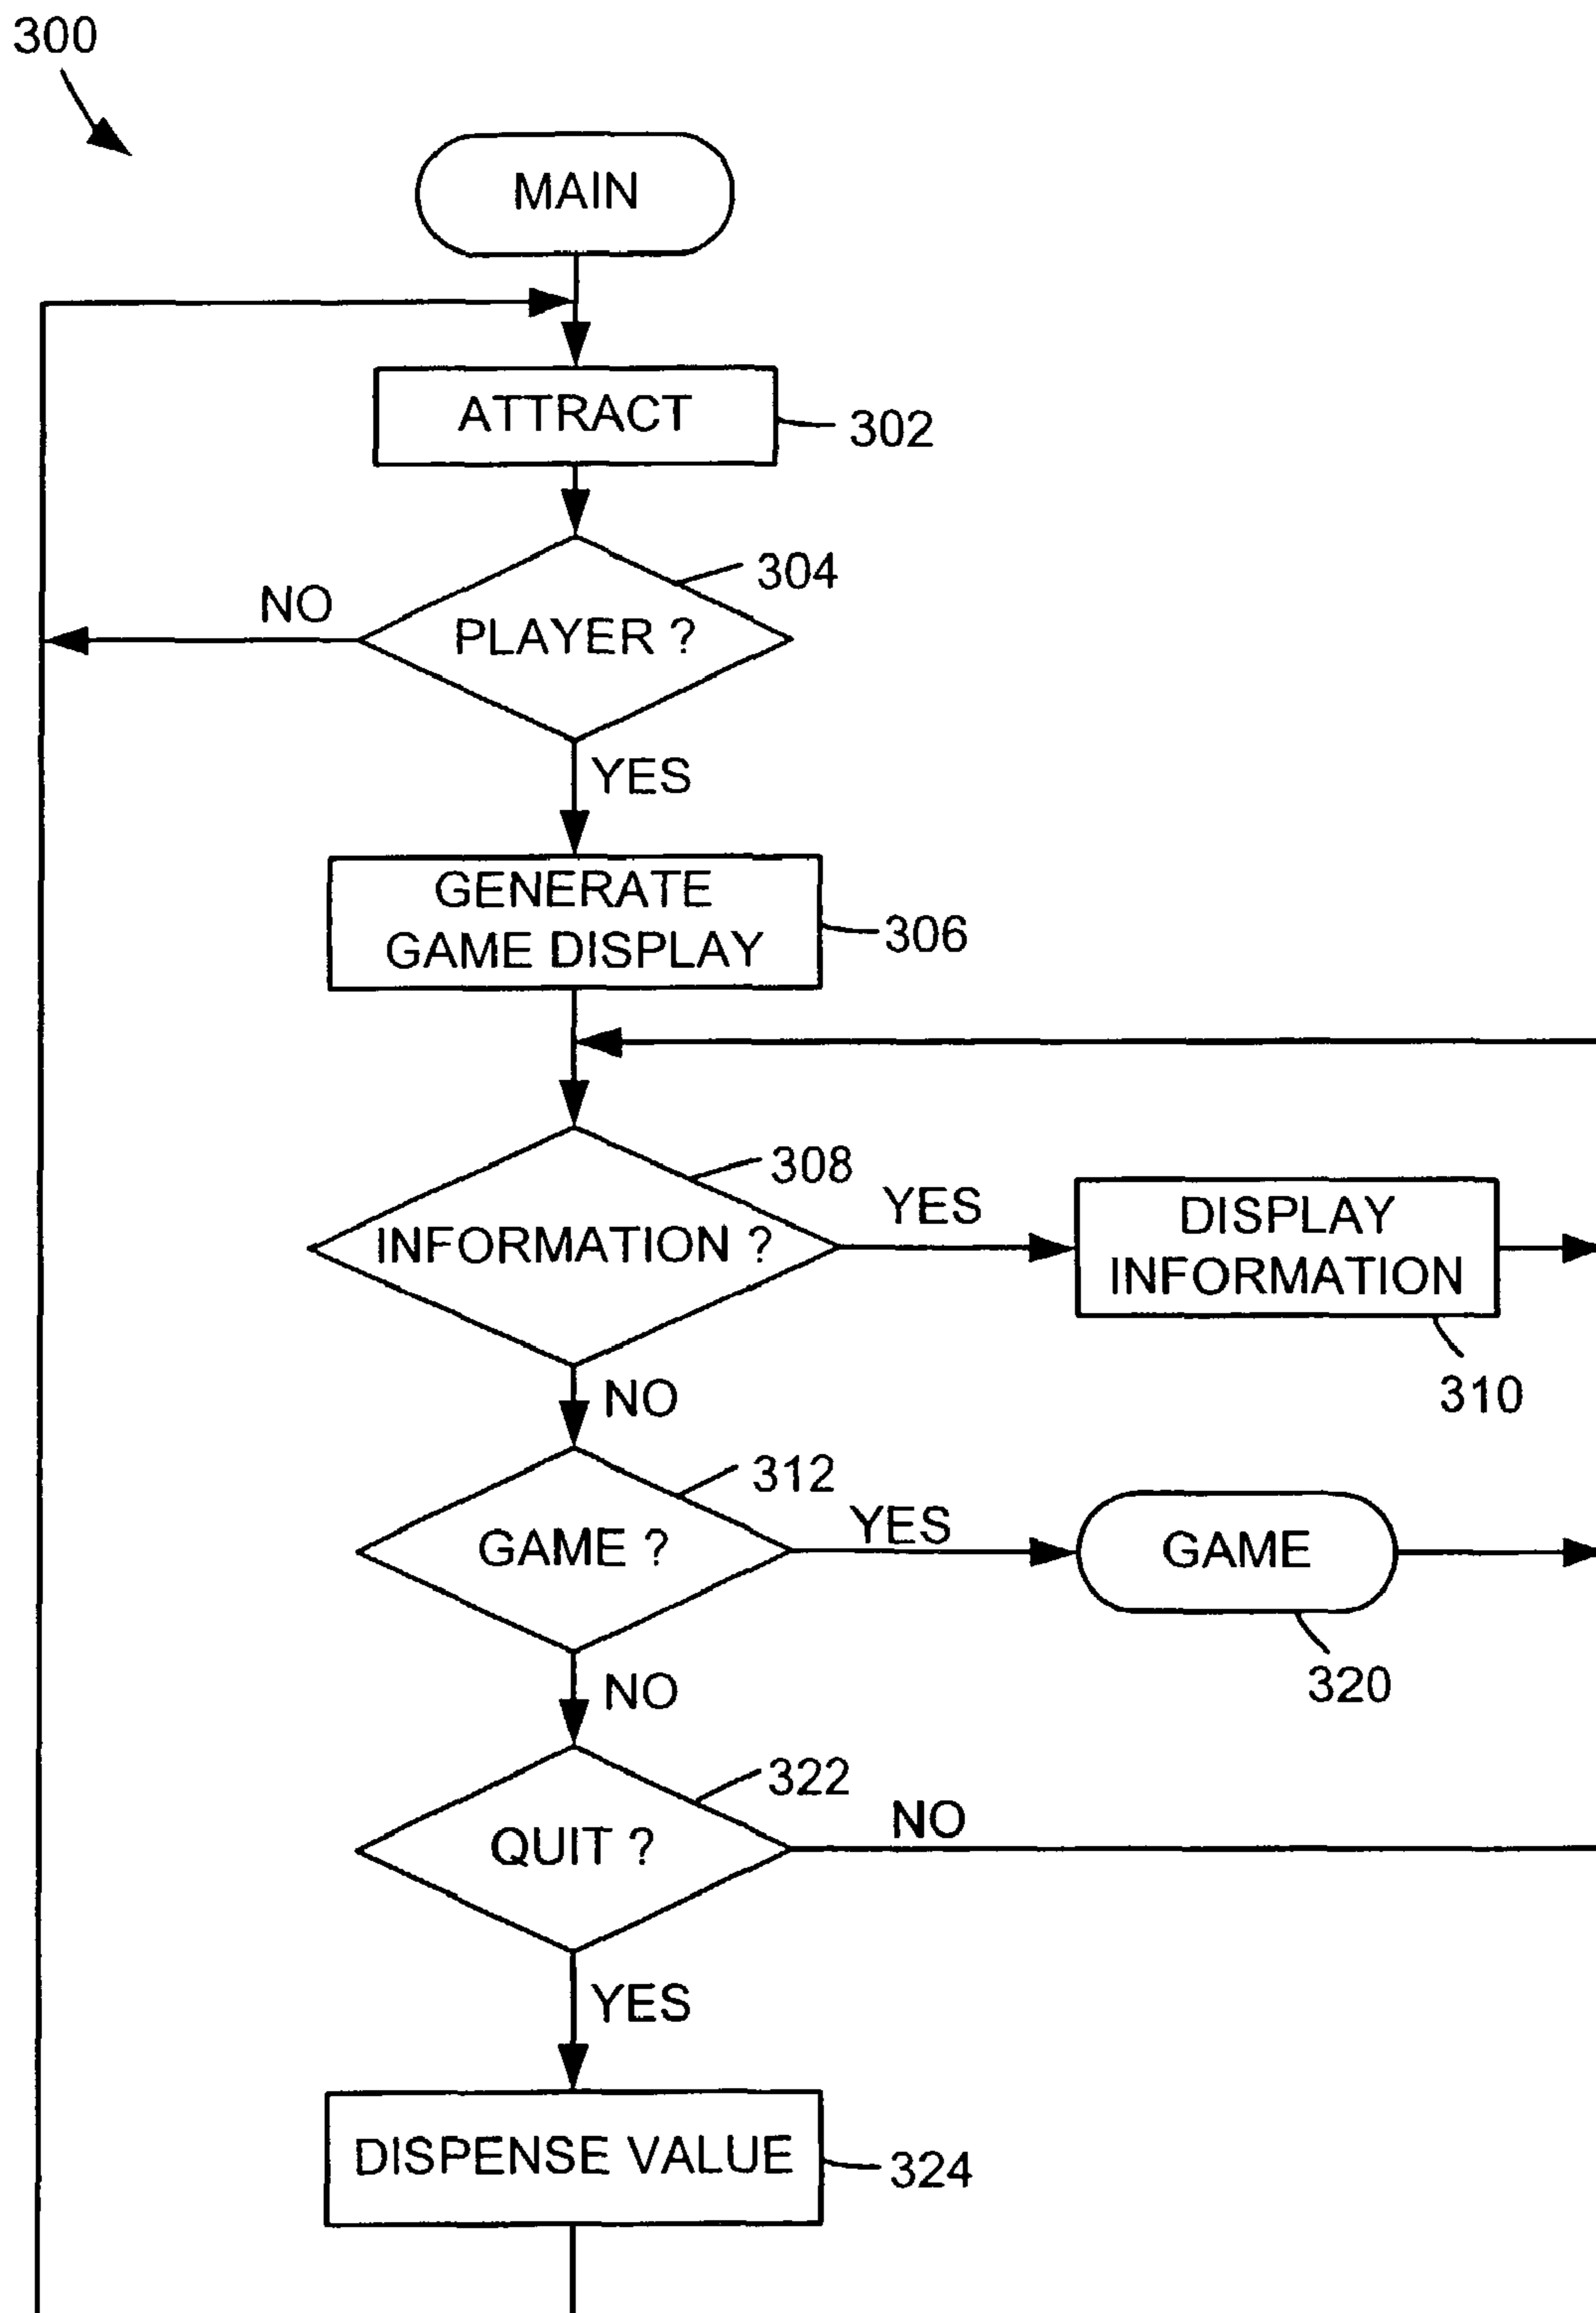 300
MAIN
ATTRACT
302
304
NO
PLAYER ?
YES
GENERATE
GAME DISPLAY
306
308
INFORMATION ?
YES
DISPLAY
INFORMATION
310
NO
312
GAME ?
YES
GAME
320
NO
322
QUIT ?
NO
YES
DISPENSE VALUE
324